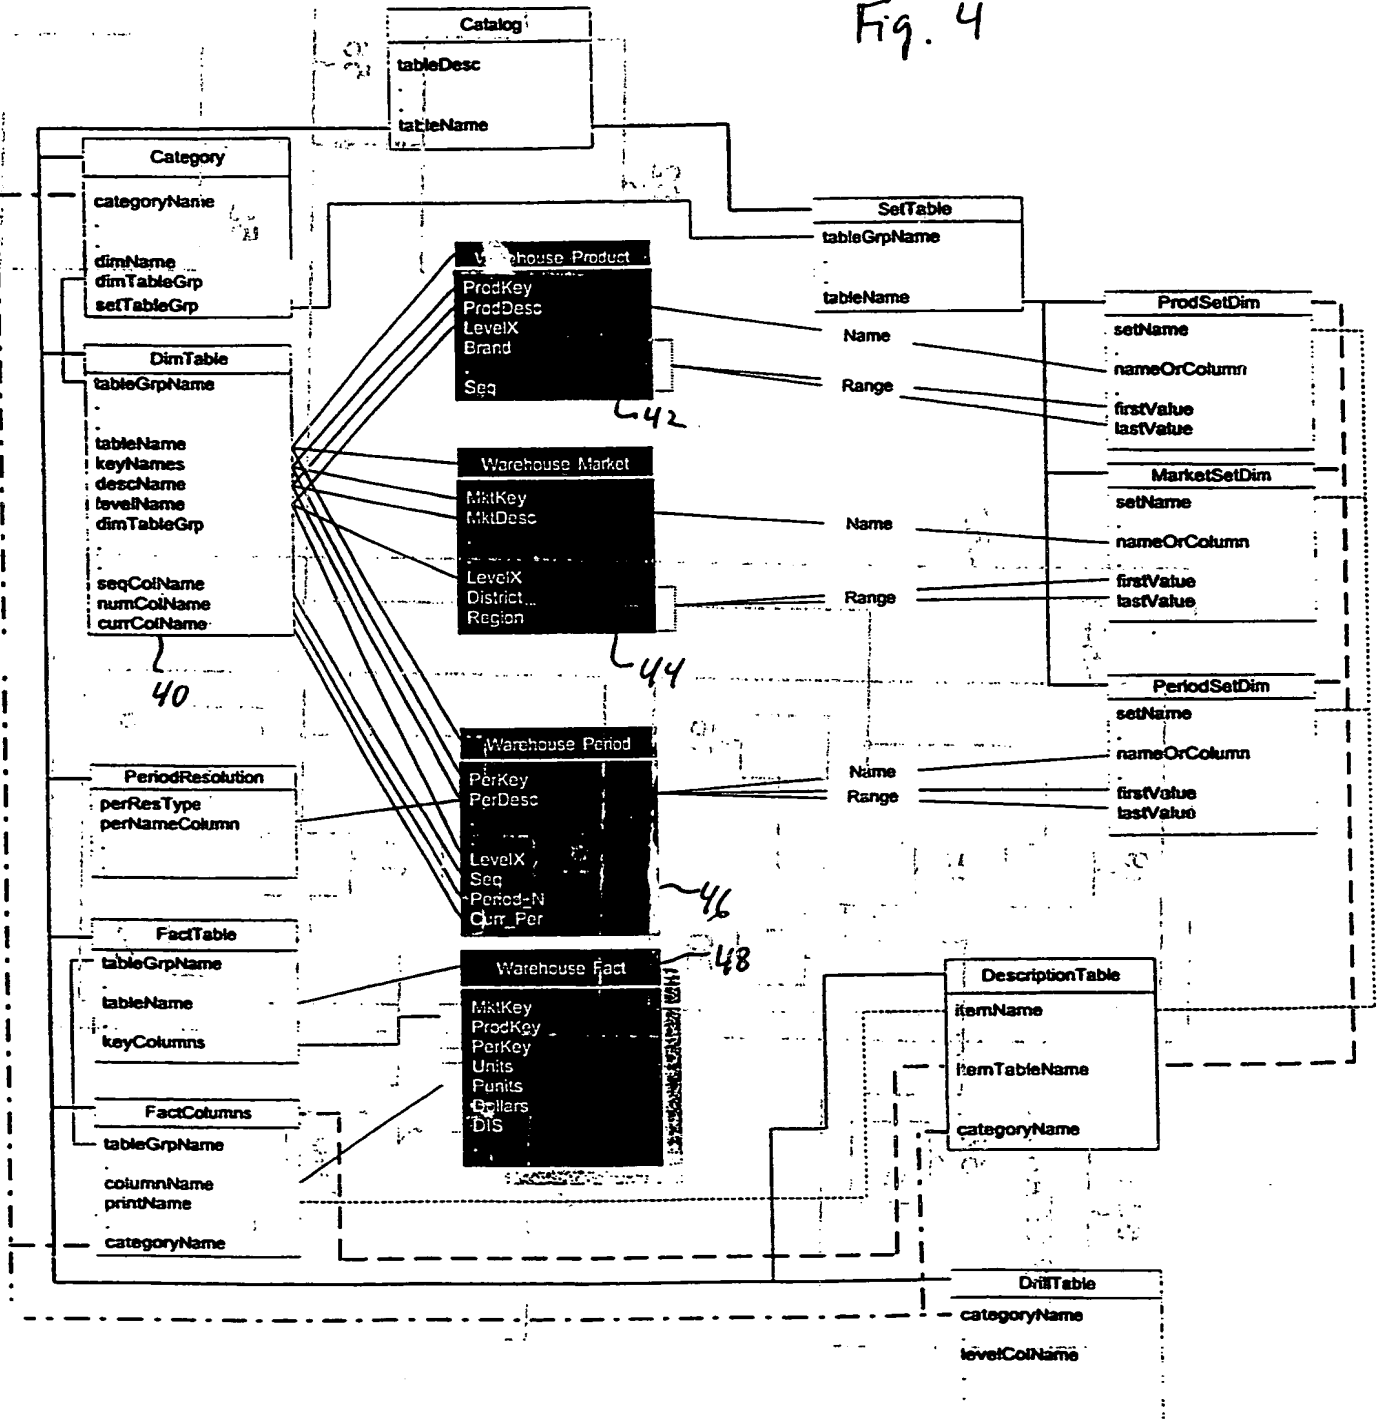 Fig. 4
Catalog
tableDesc
.
.
tableName
Category
categoryName
.
.
dimName
dimTableGrp
setTableGrp
DimTable
tableGrpName
.
.
tableName
keyNames
descName
levelName
dimTableGrp
.
.
seqColName
numColName
currColName
40
PeriodResolution
perResType
perNameColumn
.
.
FactTable
tableGrpName
.
tableName
.
keyColumns
FactColumns
tableGrpName
.
columnName
printName
.
categoryName
Warehouse Product
ProdKey
ProdDesc
LevelX
Brand
.
Seq
42
Warehouse Market
MktKey
MktDesc
.
.
LevelX
District
Region
44
Warehouse Period
PerKey
PerDesc
.
.
LevelX
Seq
Period_N
Curr_Per
46
Warehouse Fact
48
MktKey
ProdKey
PerKey
Units
Punits
Dollars
DIS
.
.
Name
Range
Name
Range
Name
Range
SetTable
tableGrpName
.
.
tableName
ProdSetDim
setName
.
nameOrColumn
.
firstValue
lastValue
MarketSetDim
setName
.
nameOrColumn
.
firstValue
lastValue
PeriodSetDim
setName
.
nameOrColumn
.
firstValue
lastValue
DescriptionTable
itemName
.
.
itemTableName
.
.
categoryName
DrillTable
categoryName
.
levelColName
.
.